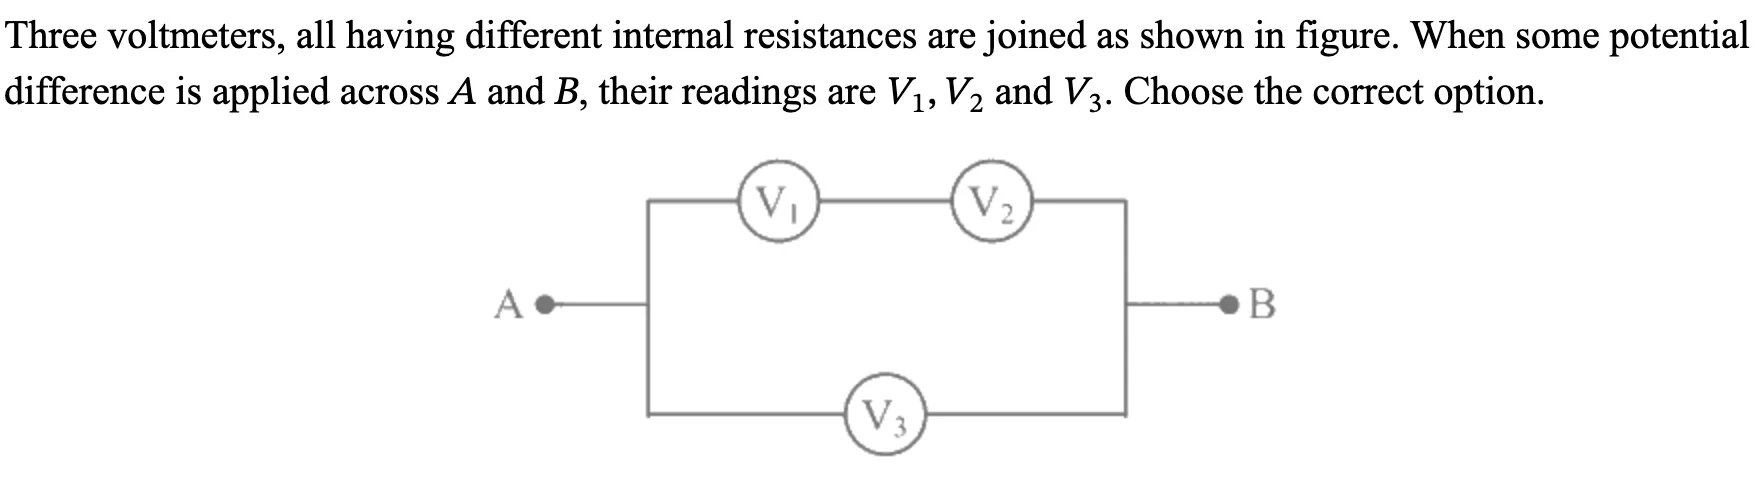 Three voltmeters, all having different internal resistances are joined as shown in figure. When some potential
difference is applied across A and B, their readings are V₁, V₂ and V₃. Choose the correct option.
V₁ V₂
A B
V₃